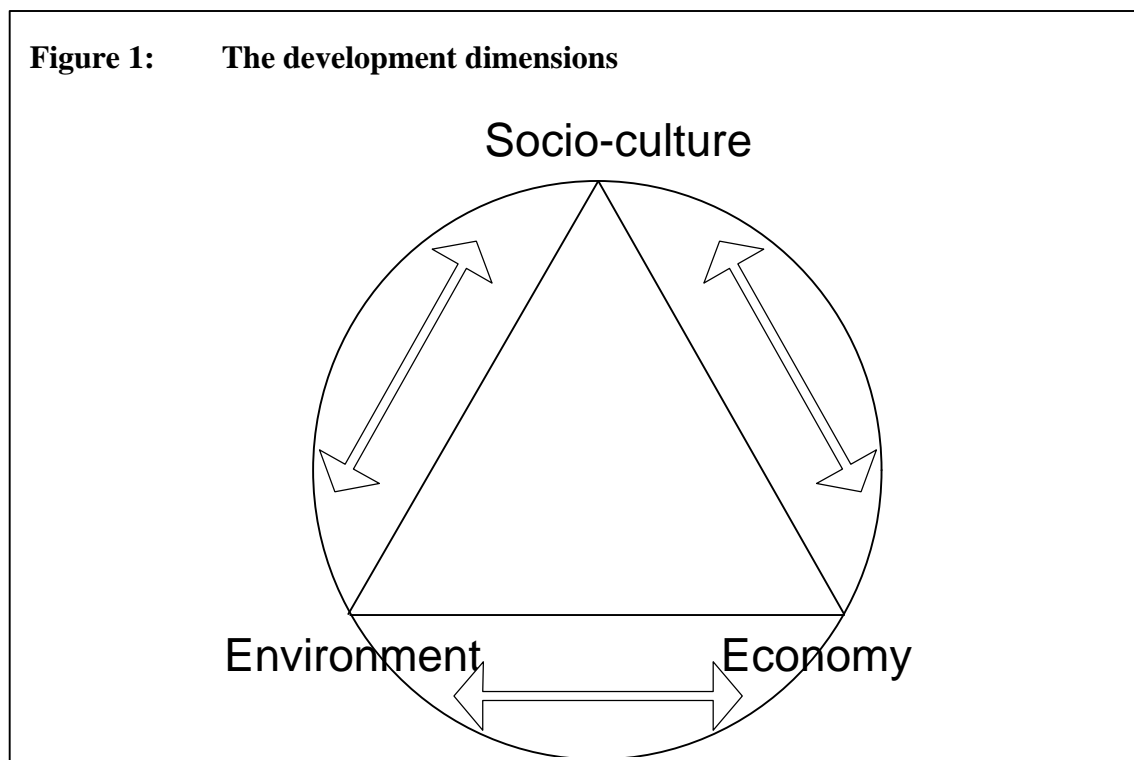 Figure 1: The development dimensions
Socio-culture
Environment Economy